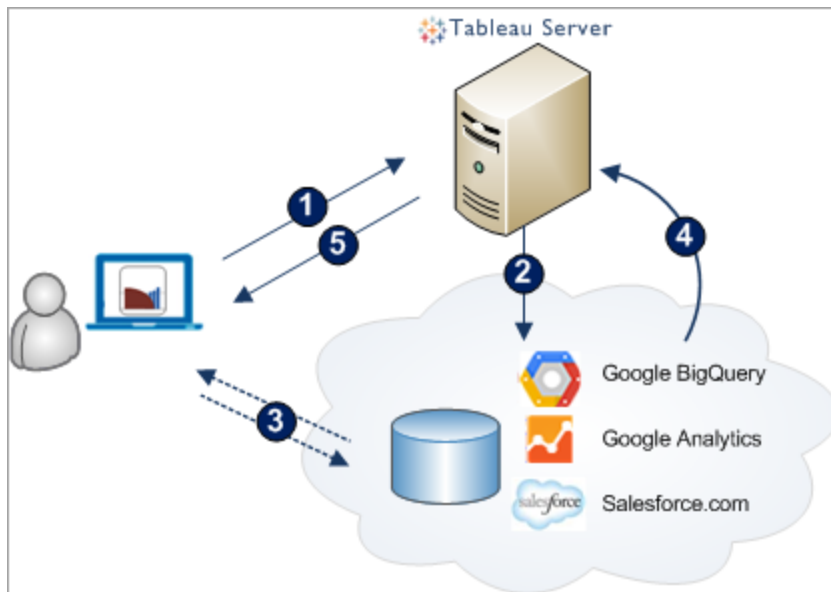 Tableau Server
1
5
2
4
3
Google BigQuery
Google Analytics
salesforce
Salesforce.com